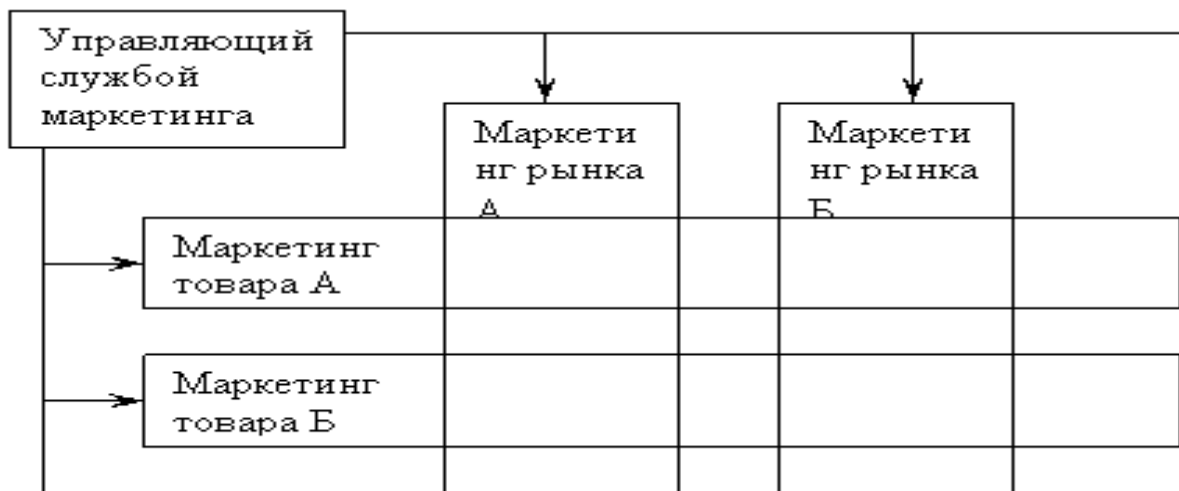 Управляющий
службой
маркетинга
Маркети
нг рынка
А
Маркети
нг рынка
Б
Маркетинг
товара А
Маркетинг
товара Б